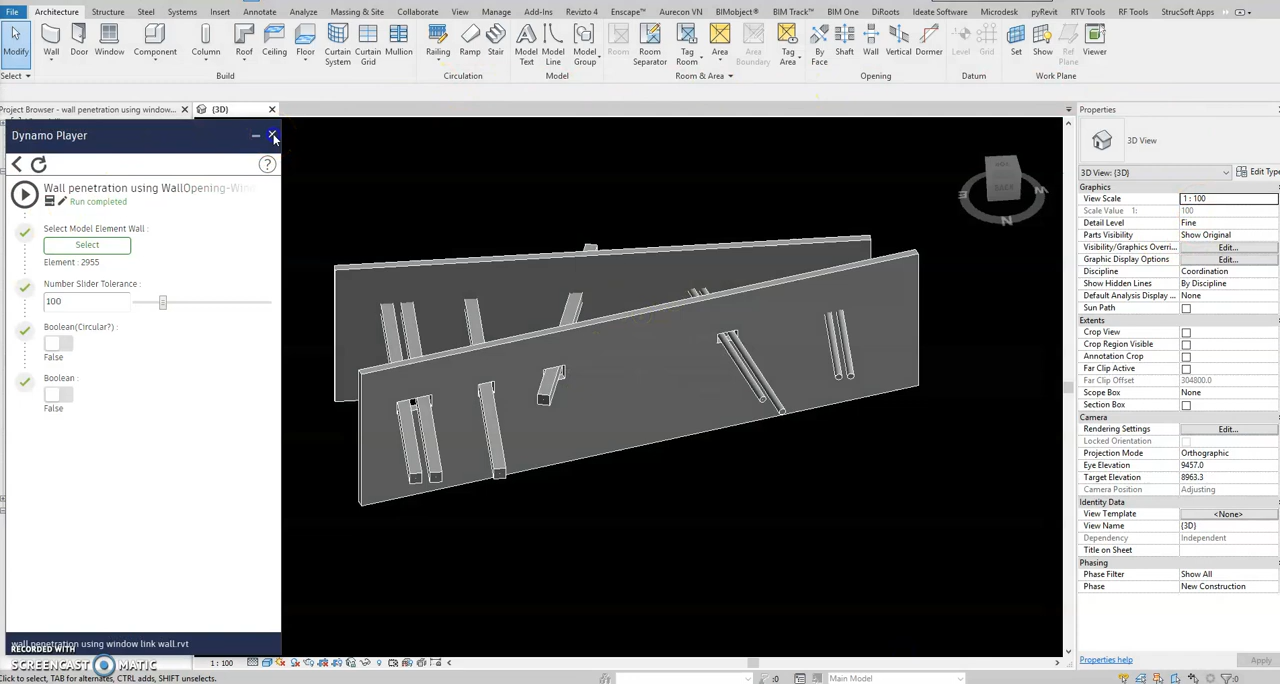 File Architecture Structure Steel Systems Insert Annotate Analyze Massing & Site Collaborate View Manage Add-Ins Revizto 4 Enscape™ Aurecon VN BIMobject® BIM Track™ BIM One DiRoots Ideate Software Microdesk pyRevit RTV Tools RF Tools StrucSoft Apps
Modify Wall Door Window Component Column Roof Ceiling Floor Curtain System Curtain Grid Mullion Railing Ramp Stair Model Text Model Line Model Group Room Room Separator Tag Room Area Area Boundary Tag Area By Face Shaft Wall Vertical Dormer Level Grid Set Show Ref Plane Viewer
Select Build Circulation Model Room & Area Opening Datum Work Plane
Project Browser - wall penetration using window... {3D}
Properties
Dynamo Player
3D View
?
3D View: {3D} Edit Type
Wall penetration using WallOpening-Win
Run completed
Select Model Element Wall :
Select
Element : 2955
Number Slider Tolerance :
100
Boolean(Circular?) :
False
Boolean :
False
N
Graphics
View Scale 1 : 100
Scale Value 1: 100
Detail Level Fine
Parts Visibility Show Original
Visibility/Graphics Overri... Edit...
Graphic Display Options Edit...
Discipline Coordination
Show Hidden Lines By Discipline
Default Analysis Display ... None
Sun Path
Extents
Crop View
Crop Region Visible
Annotation Crop
Far Clip Active
Far Clip Offset 304800.0
Scope Box None
Section Box
Camera
Rendering Settings Edit...
Locked Orientation
Projection Mode Orthographic
Eye Elevation 9457.0
Target Elevation 8963.3
Camera Position Adjusting
Identity Data
View Template <None>
View Name {3D}
Dependency Independent
Title on Sheet
Phasing
Phase Filter Show All
Phase New Construction
wall penetration using window link wall.rvt
RECORDED WITH
SCREENCAST MATIC
1 : 100
Properties help Apply
Click to select, TAB for alternates, CTRL adds, SHIFT unselects. :0 Main Model :0